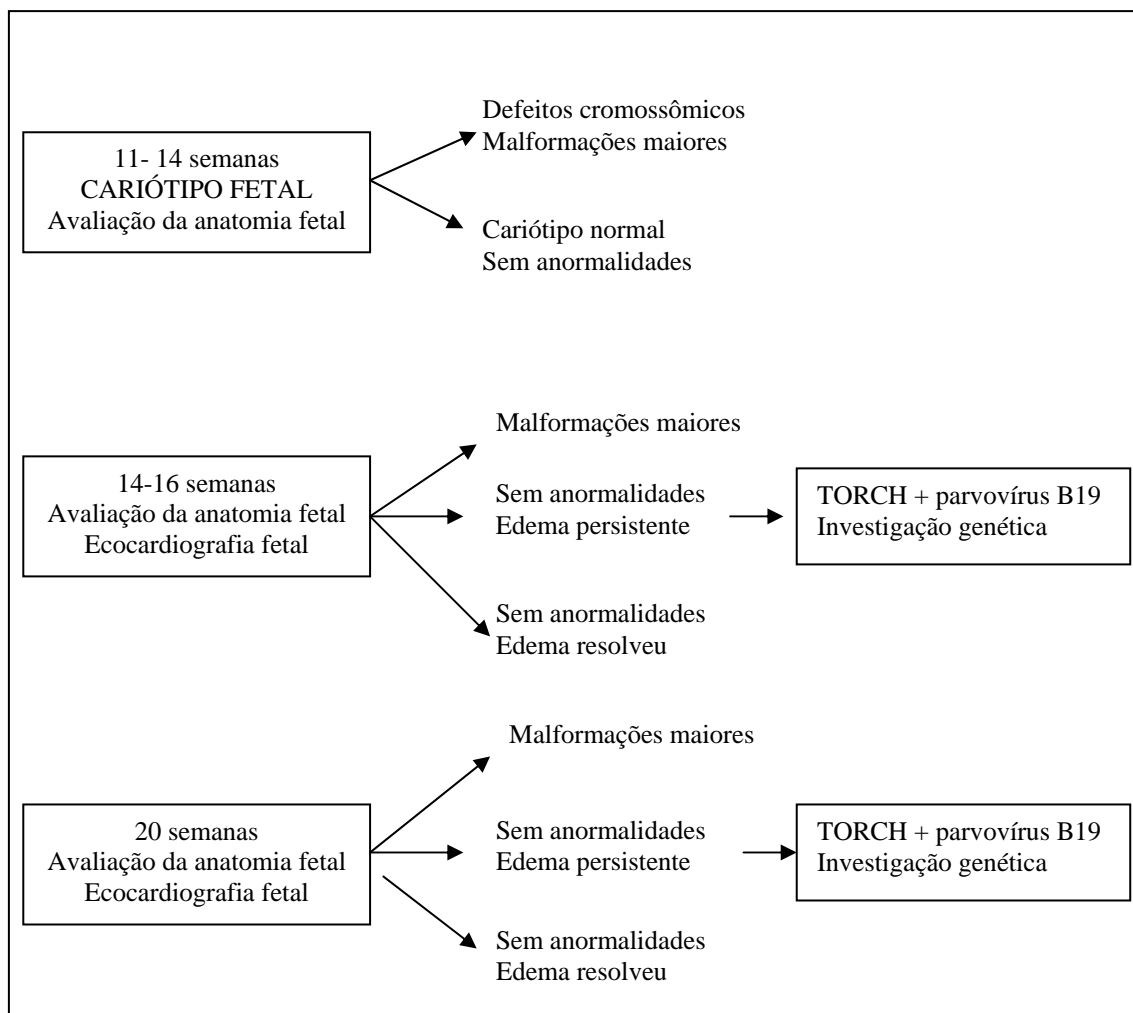 11- 14 semanas
CARIÓTIPO FETAL
Avaliação da anatomia fetal
Defeitos cromossômicos
Malformações maiores
Cariótipo normal
Sem anormalidades
14-16 semanas
Avaliação da anatomia fetal
Ecocardiografia fetal
Malformações maiores
Sem anormalidades
Edema persistente
TORCH + parvovírus B19
Investigação genética
Sem anormalidades
Edema resolveu
20 semanas
Avaliação da anatomia fetal
Ecocardiografia fetal
Malformações maiores
Sem anormalidades
Edema persistente
TORCH + parvovírus B19
Investigação genética
Sem anormalidades
Edema resolveu